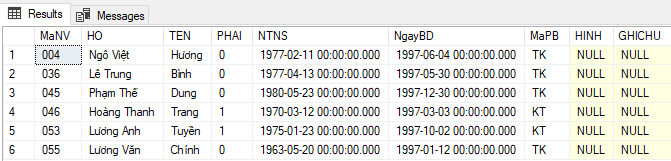 Results Messages
MaNV HO TEN PHAI NTNS NgayBD MaPB HINH GHICHU
1 004 Ngô Việt Hương 0 1977-02-11 00:00:00.000 1997-06-04 00:00:00.000 TK NULL NULL
2 036 Lê Trung Bình 0 1977-04-13 00:00:00.000 1997-05-30 00:00:00.000 TK NULL NULL
3 045 Phạm Thế Dung 0 1980-05-23 00:00:00.000 1997-12-30 00:00:00.000 TK NULL NULL
4 046 Hoàng Thanh Trang 1 1970-03-12 00:00:00.000 1997-03-03 00:00:00.000 KT NULL NULL
5 053 Lương Anh Tuyền 1 1975-01-23 00:00:00.000 1997-10-02 00:00:00.000 KT NULL NULL
6 055 Lương Văn Chính 0 1963-05-20 00:00:00.000 1997-01-12 00:00:00.000 TK NULL NULL